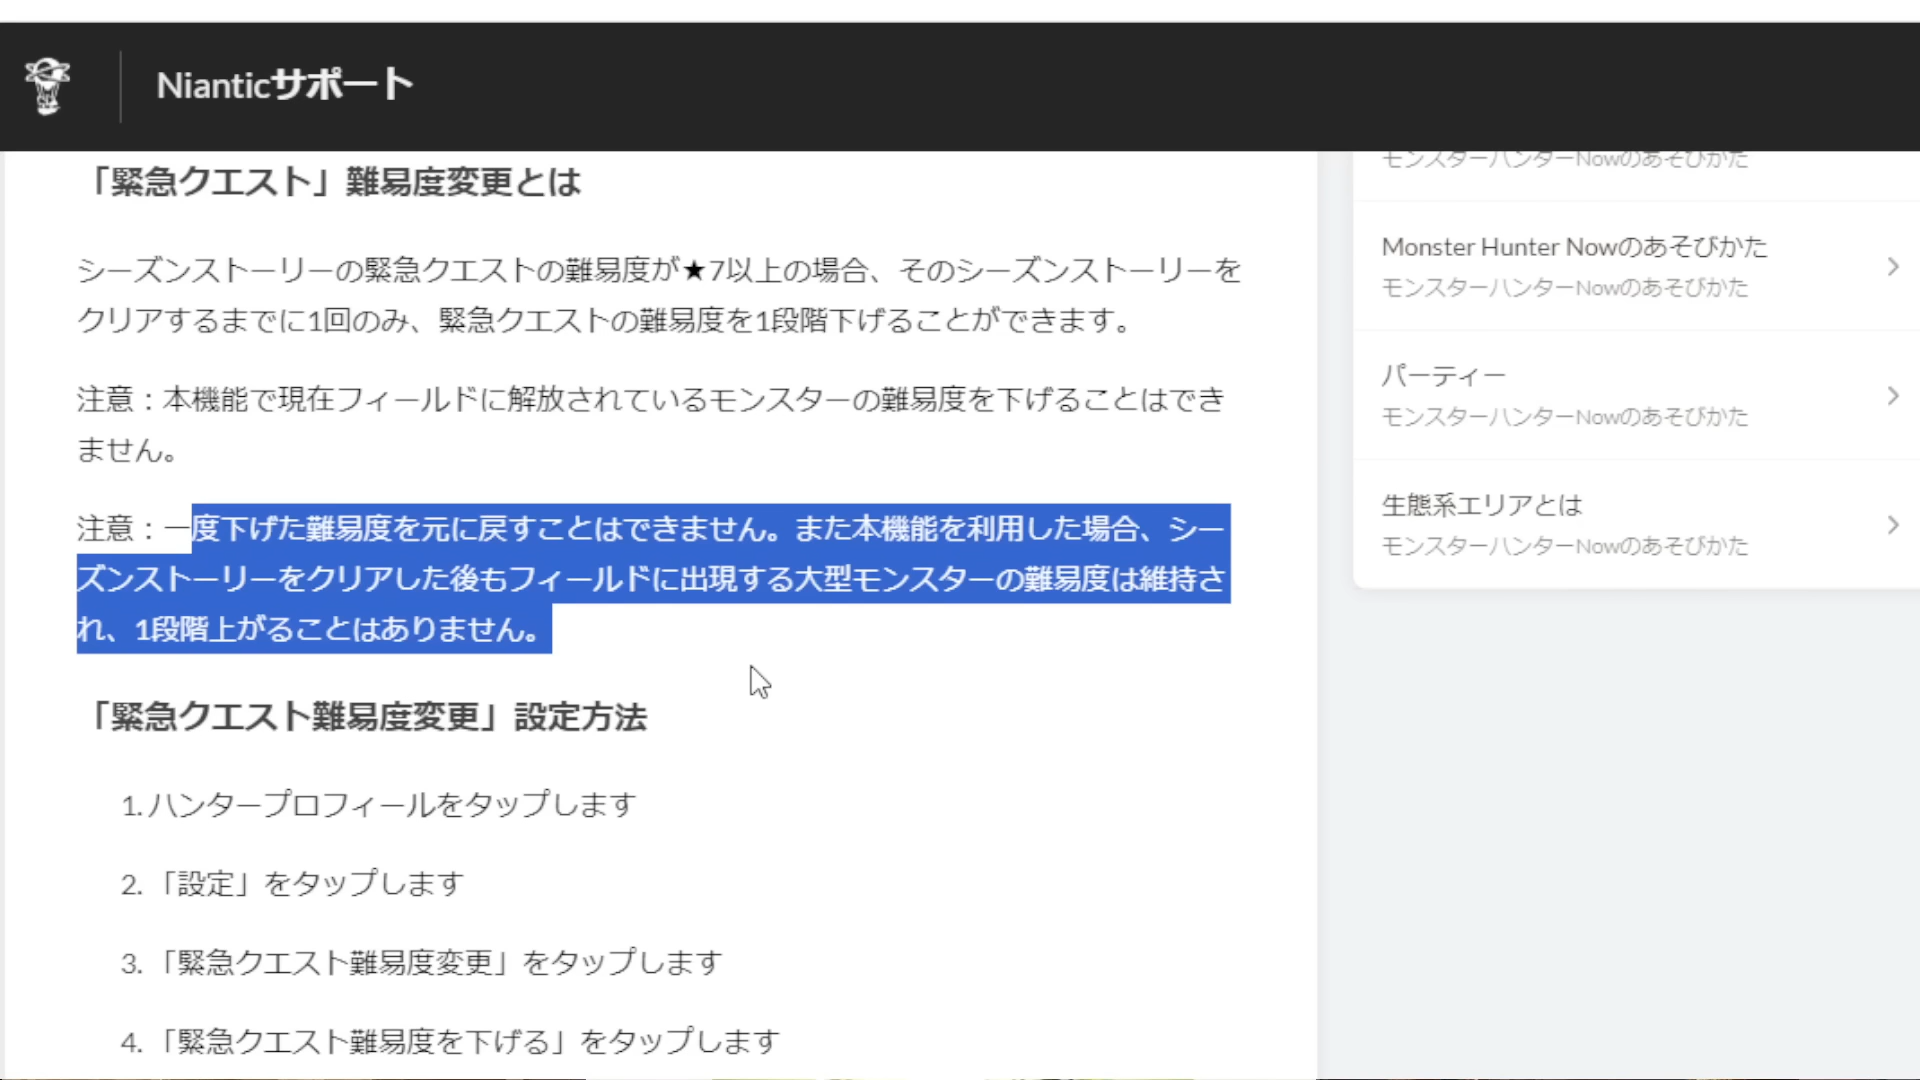 Nianticサポート
「緊急クエスト」難易度変更とは
シーズンストーリーの緊急クエストの難易度が★7以上の場合、そのシーズンストーリーを
クリアするまでに1回のみ、緊急クエストの難易度を1段階下げることができます。
注意：本機能で現在フィールドに解放されているモンスターの難易度を下げることはでき
ません。
注意：一度下げた難易度を元に戻すことはできません。また本機能を利用した場合、シー
ズンストーリーをクリアした後もフィールドに出現する大型モンスターの難易度は維持さ
れ、1段階上がることはありません。
「緊急クエスト難易度変更」設定方法
1. ハンタープロフィールをタップします
2. 「設定」をタップします
3. 「緊急クエスト難易度変更」をタップします
4. 「緊急クエスト難易度を下げる」をタップします
モンスターハンターNowのあそびかた
Monster Hunter Nowのあそびかた
モンスターハンターNowのあそびかた
パーティー
モンスターハンターNowのあそびかた
生態系エリアとは
モンスターハンターNowのあそびかた